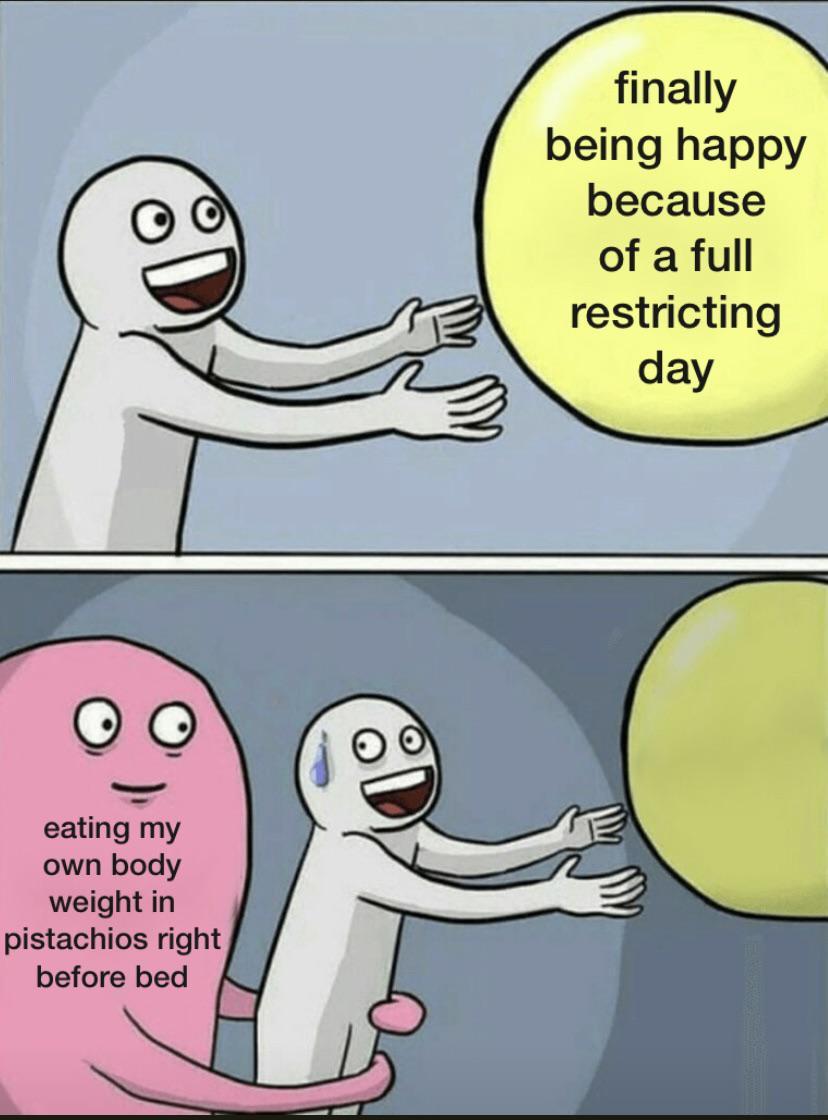 finally
being happy
because
of a full
restricting
day
eating my
own body
weight in
pistachios right
before bed